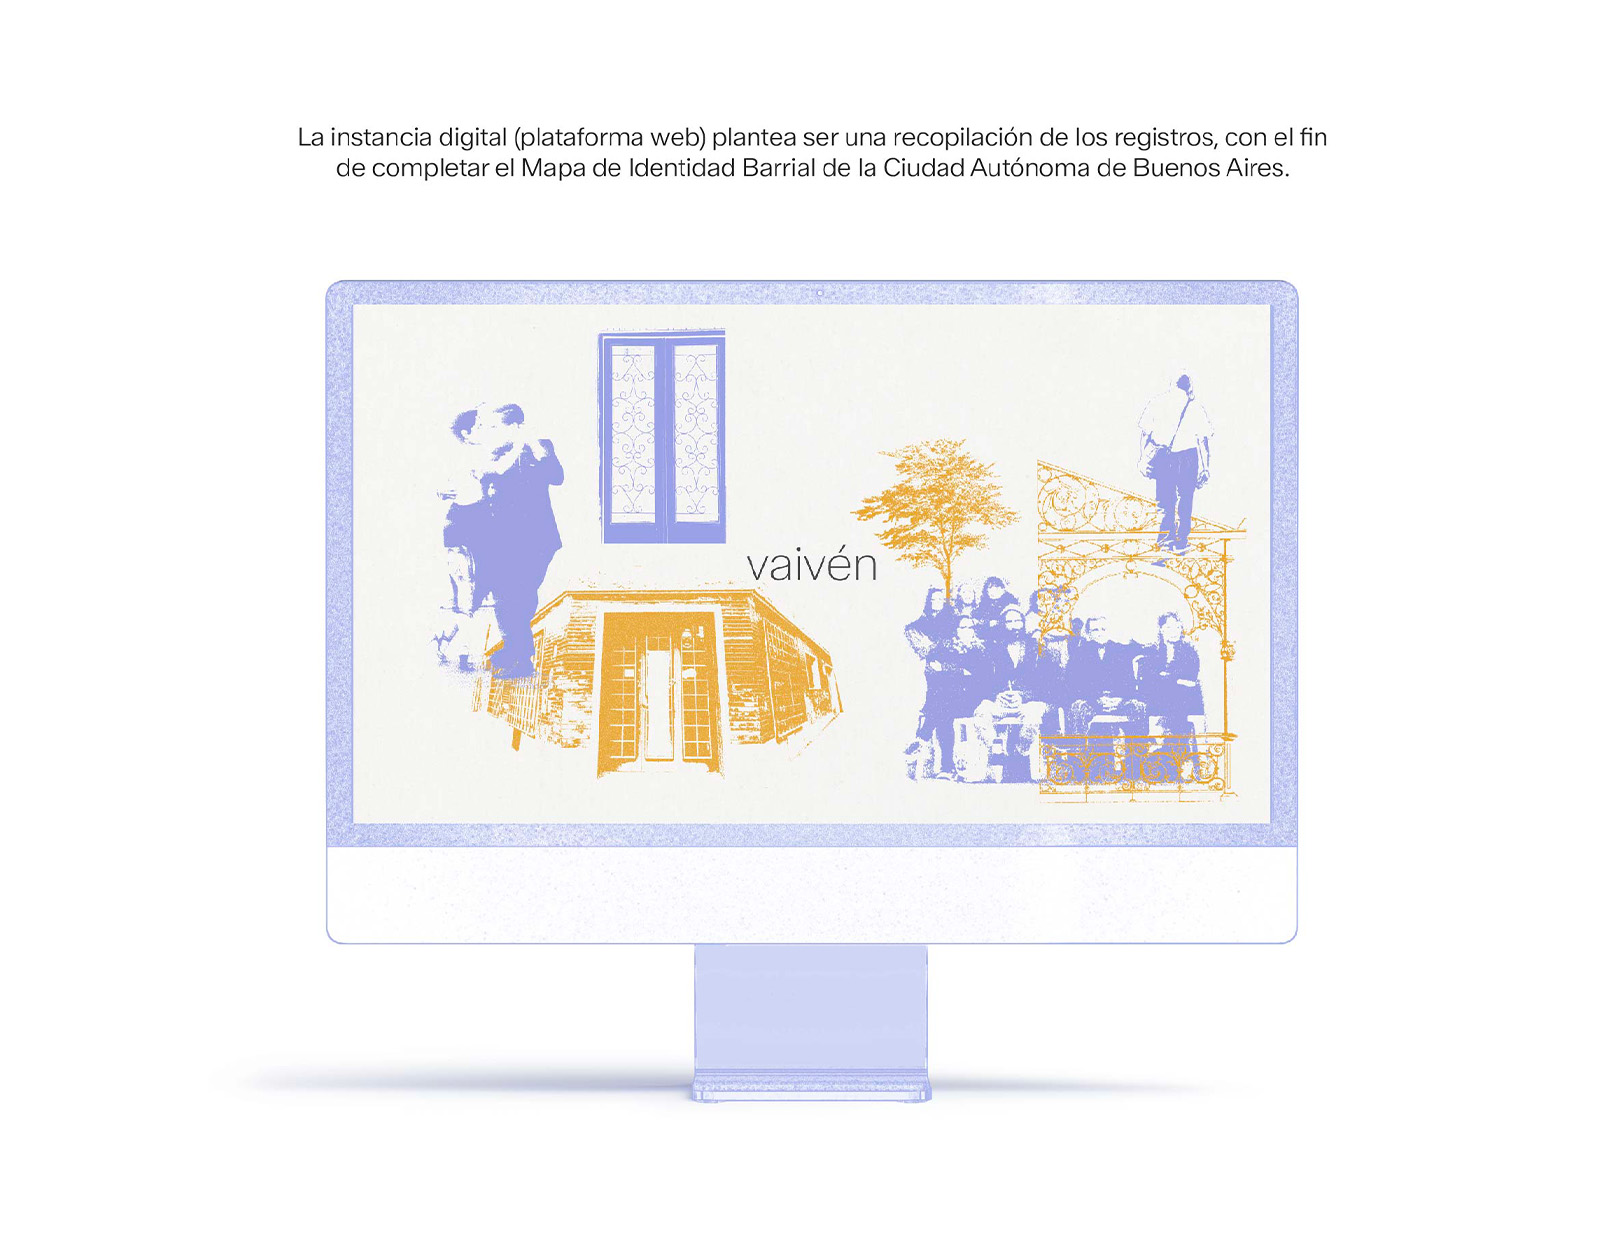 La instancia digital (plataforma web) plantea ser una recopilación de los registros, con el fin
de completar el Mapa de Identidad Barrial de la Ciudad Autónoma de Buenos Aires.
vaivén